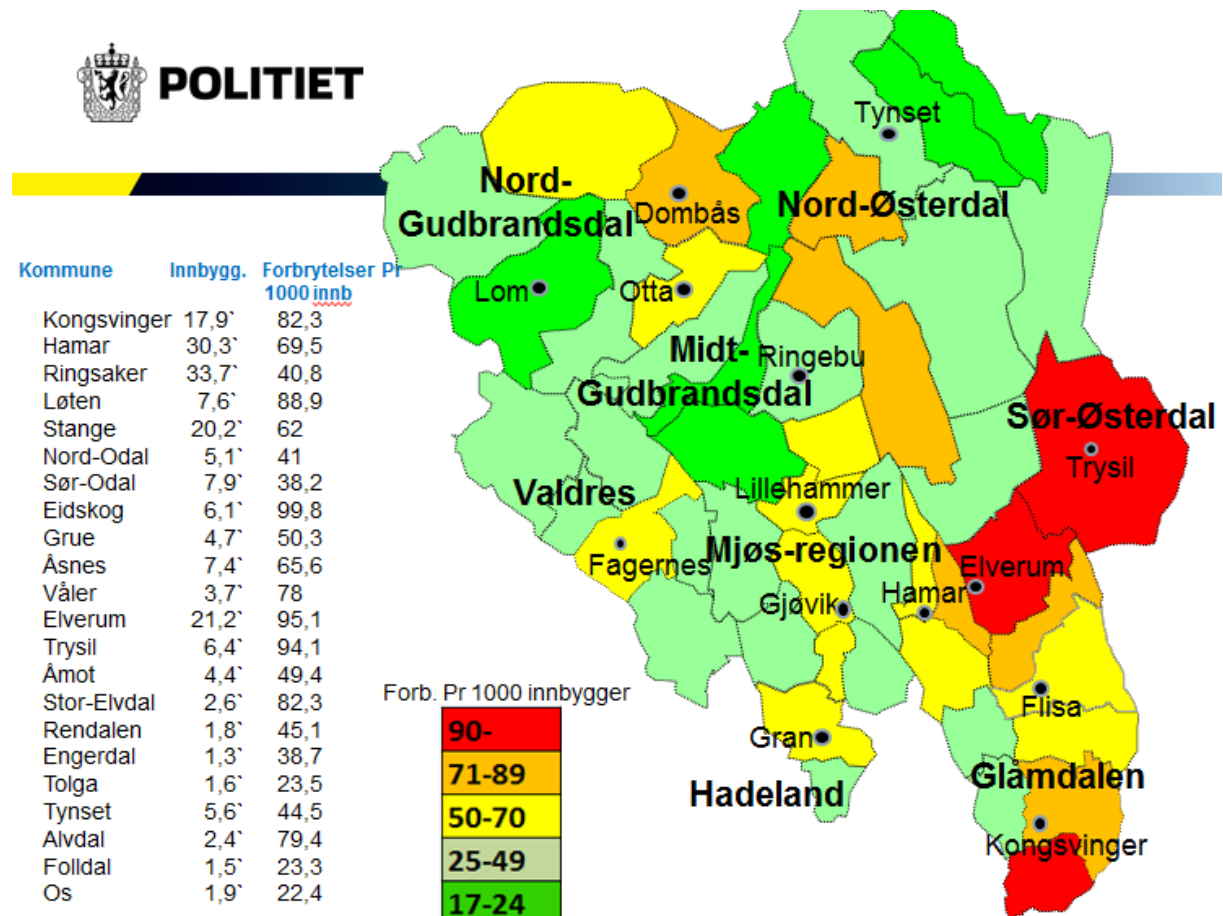 POLITIET
Kommune Innbygg. Forbrytelser Pr
1000 innb
Kongsvinger 17,9` 82,3
Hamar 30,3` 69,5
Ringsaker 33,7` 40,8
Løten 7,6` 88,9
Stange 20,2` 62
Nord-Odal 5,1` 41
Sør-Odal 7,9` 38,2
Eidskog 6,1` 99,8
Grue 4,7` 50,3
Åsnes 7,4` 65,6
Våler 3,7` 78
Elverum 21,2` 95,1
Trysil 6,4` 94,1
Åmot 4,4` 49,4
Stor-Elvdal 2,6` 82,3
Rendalen 1,8` 45,1
Engerdal 1,3` 38,7
Tolga 1,6` 23,5
Tynset 5,6` 44,5
Alvdal 2,4` 79,4
Folldal 1,5` 23,3
Os 1,9` 22,4
Forb. Pr 1000 innbygger
90-
71-89
50-70
25-49
17-24
Tynset
Nord-
Gudbrandsdal
Dombås
Nord-Østerdal
Lom
Otta
Midt-
Gudbrandsdal
Ringebu
Sør-Østerdal
Trysil
Valdres
Lillehammer
Mjøs-regionen
Fagernes
Elverum
Gjøvik
Hamar
Flisa
Gran
Hadeland
Glåmdalen
Kongsvinger